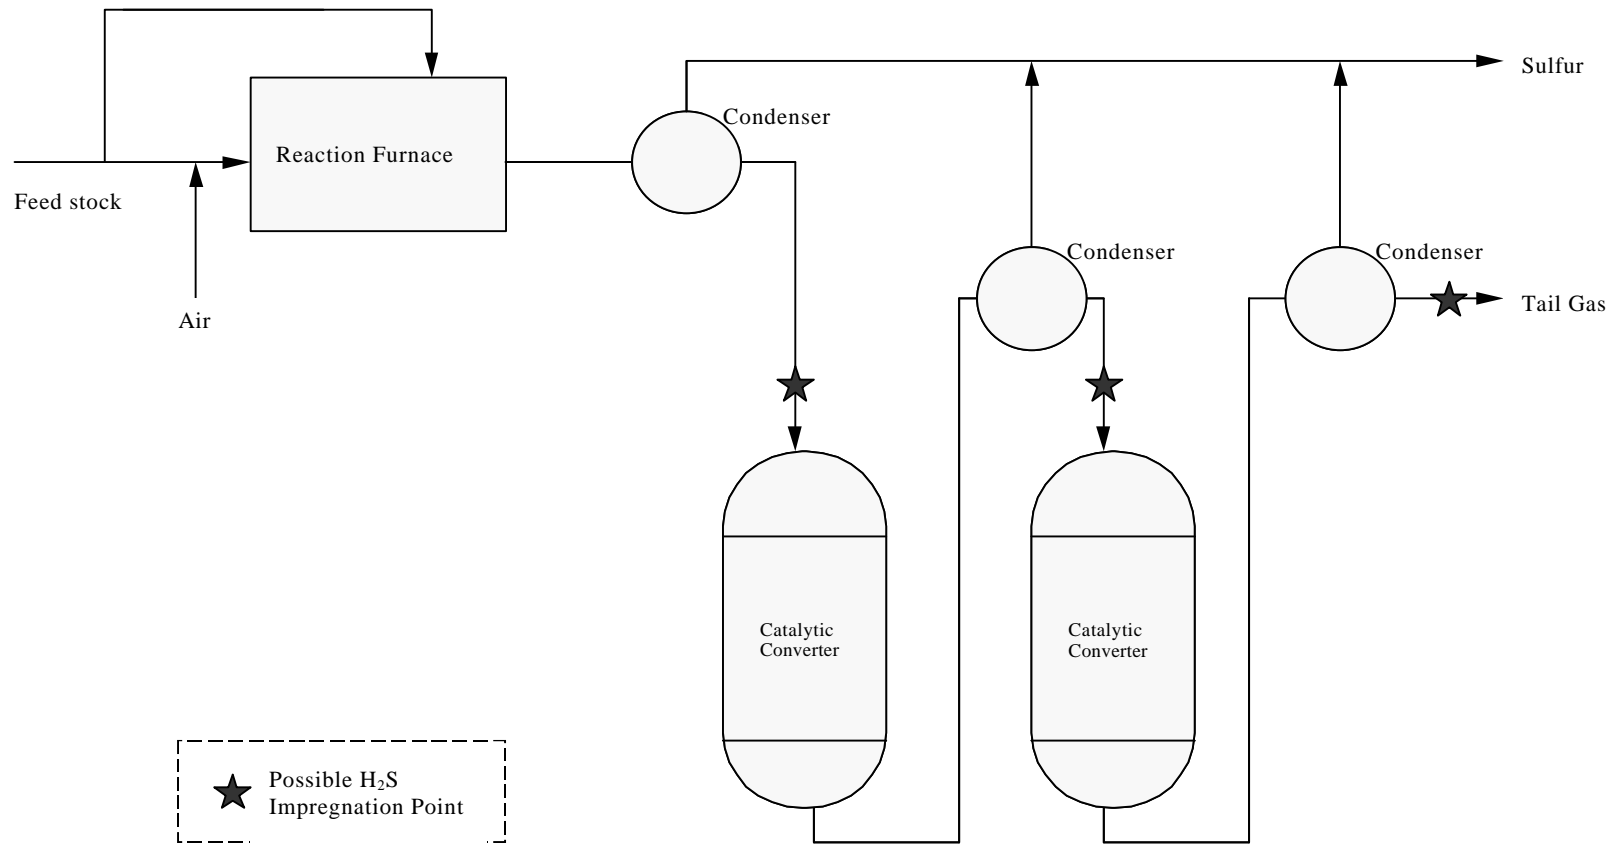 Sulfur
Condenser
Reaction Furnace
Feed stock
Condenser
Condenser
Air
Tail Gas
Catalytic
Converter
Catalytic
Converter
Possible H₂S
Impregnation Point